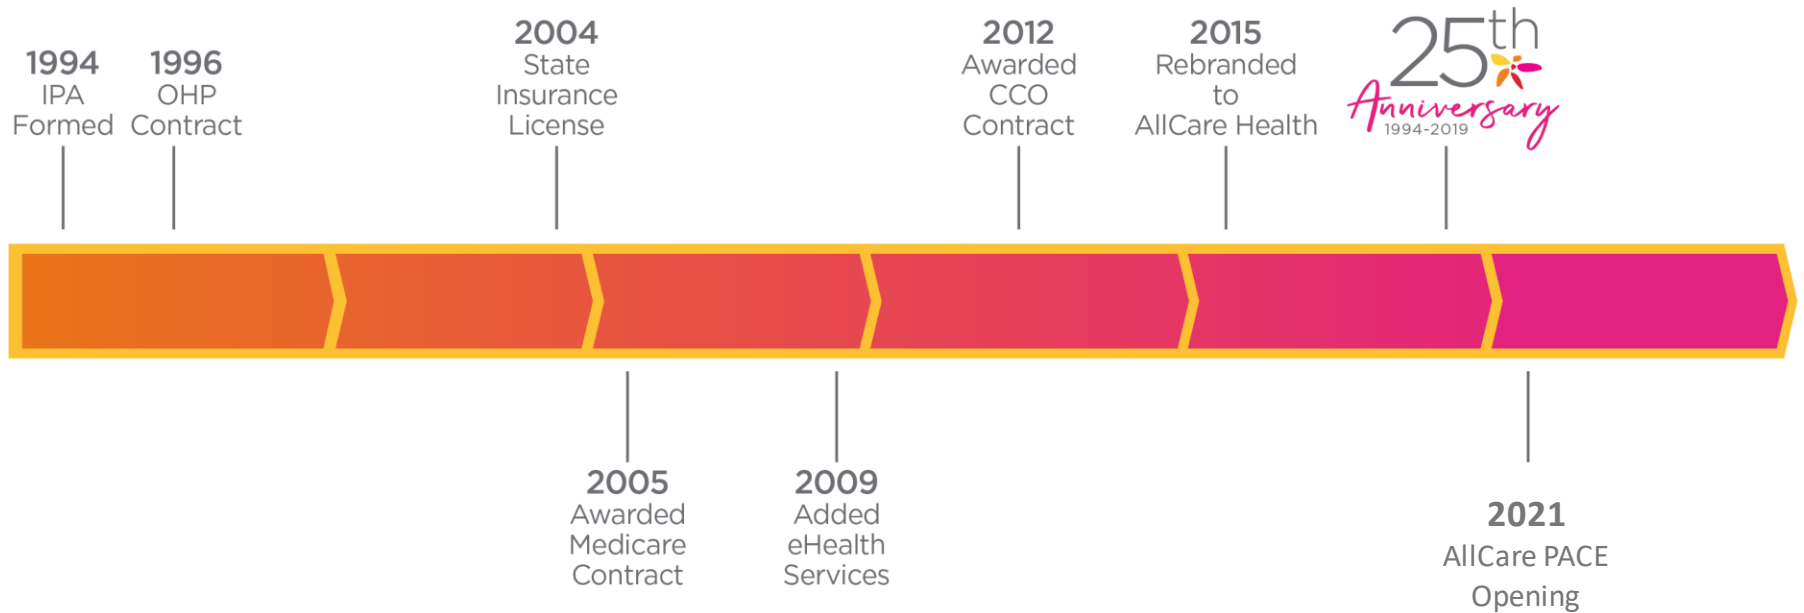 1994
IPA
Formed
1996
OHP
Contract
2004
State
Insurance
License
2012
Awarded
CCO
Contract
2015
Rebranded
to
AllCare Health
25th
Anniversary
1994-2019
2005
Awarded
Medicare
Contract
2009
Added
eHealth
Services
2021
AllCare PACE
Opening